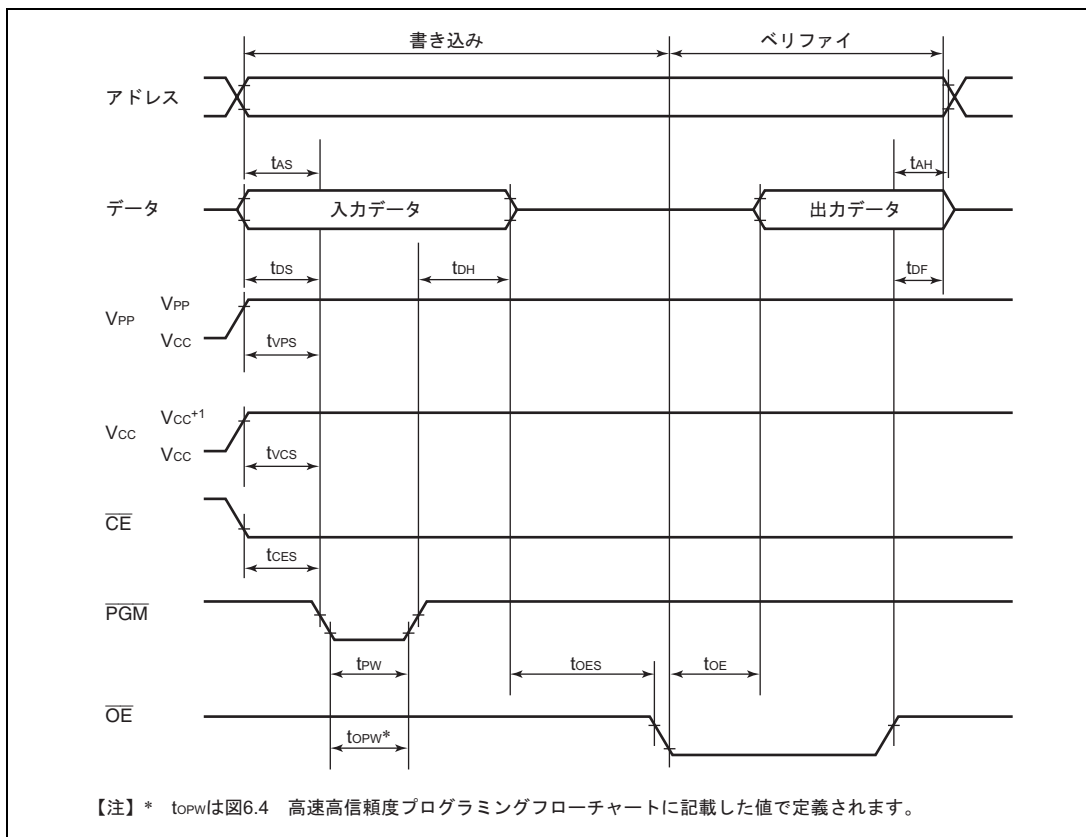 書き込み ベリファイ
アドレス
tAS tAH
データ 入力データ 出力データ
tDS tDH tDF
VPP VPP
VCC
tVPS
VCC VCC+1
VCC
tVCS
CE
tCES
PGM
tPW tOES tOE
OE
tOPW*
【注】* tOPWは図6.4 高速高信頼度プログラミングフローチャートに記載した値で定義されます。